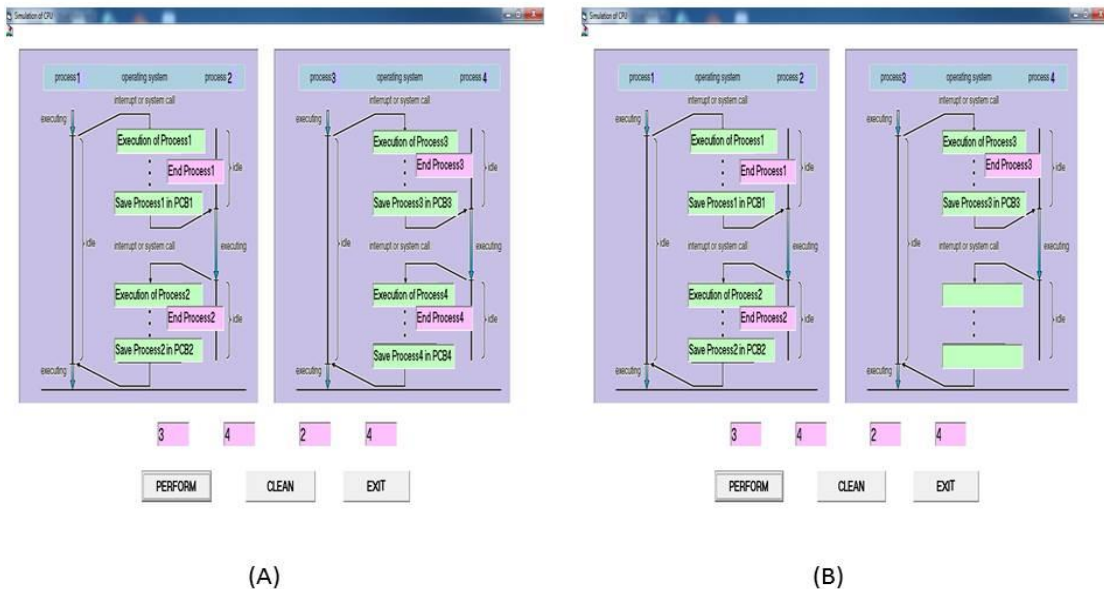 Simulation of CPU
process1 operating system process 2
interrupt or system call
executing
Execution of Process1
End Process1
idle
Save Process1 in PCB1
idle
interrupt or system call
executing
Execution of Process2
End Process2
idle
Save Process2 in PCB2
executing
process3 operating system process 4
interrupt or system call
executing
Execution of Process3
End Process3
idle
Save Process3 in PCB3
idle
interrupt or system call
executing
Execution of Process4
End Process4
idle
Save Process4 in PCB4
executing
3 4 2 4
PERFORM CLEAN EXIT
(A)
Simulation of CPU
process1 operating system process 2
interrupt or system call
executing
Execution of Process1
End Process1
idle
Save Process1 in PCB1
idle
interrupt or system call
executing
Execution of Process2
End Process2
idle
Save Process2 in PCB2
executing
process3 operating system process 4
interrupt or system call
executing
Execution of Process3
End Process3
idle
Save Process3 in PCB3
idle
interrupt or system call
executing
idle
executing
3 4 2 4
PERFORM CLEAN EXIT
(B)